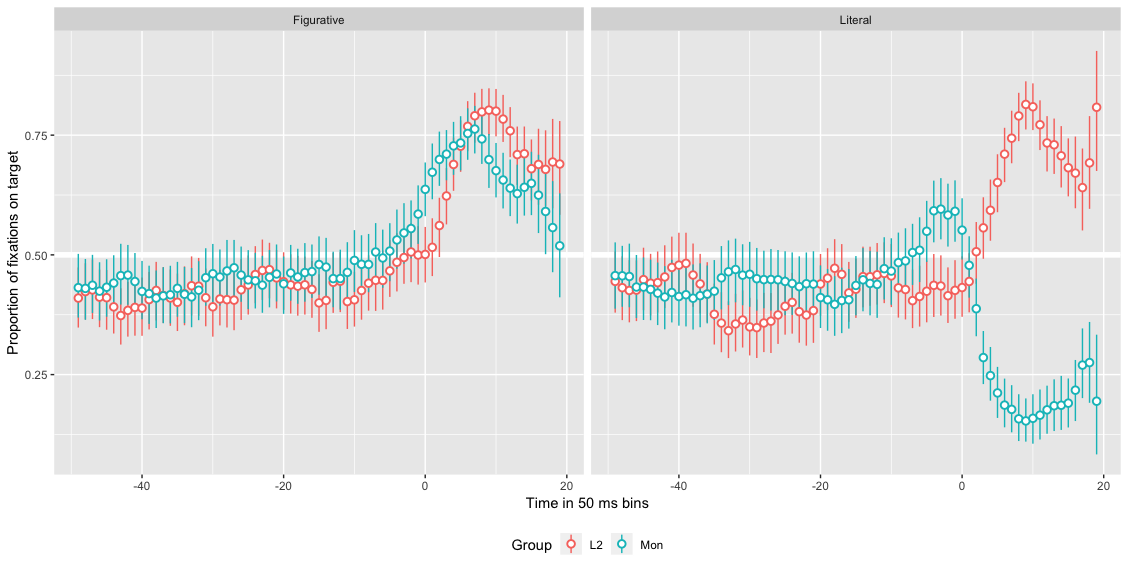 Figurative
Literal
Proportion of fixations on target
0.75
0.50
0.25
-40 -20 0 20
-40 -20 0 20
Time in 50 ms bins
Group L2 Mon